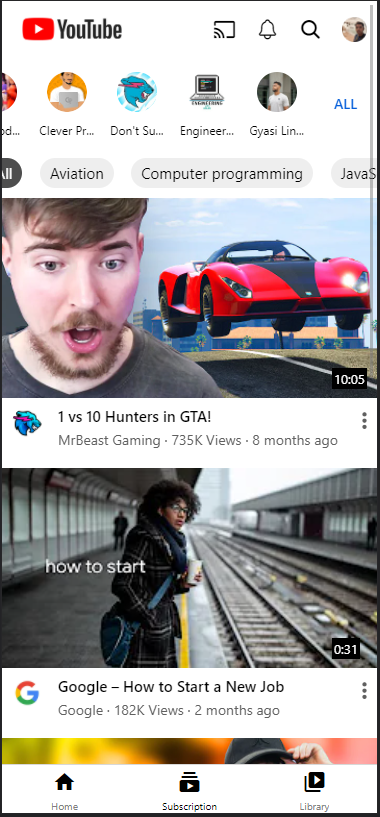 YouTube
od...
Clever Pr...
Don't Su...
Engineer...
Gyasi Lin...
ALL
All
Aviation
Computer programming
JavaS
10:05
1 vs 10 Hunters in GTA!
MrBeast Gaming · 735K Views · 8 months ago
how to start
0:31
Google – How to Start a New Job
Google · 182K Views · 2 months ago
Home
Subscription
Library